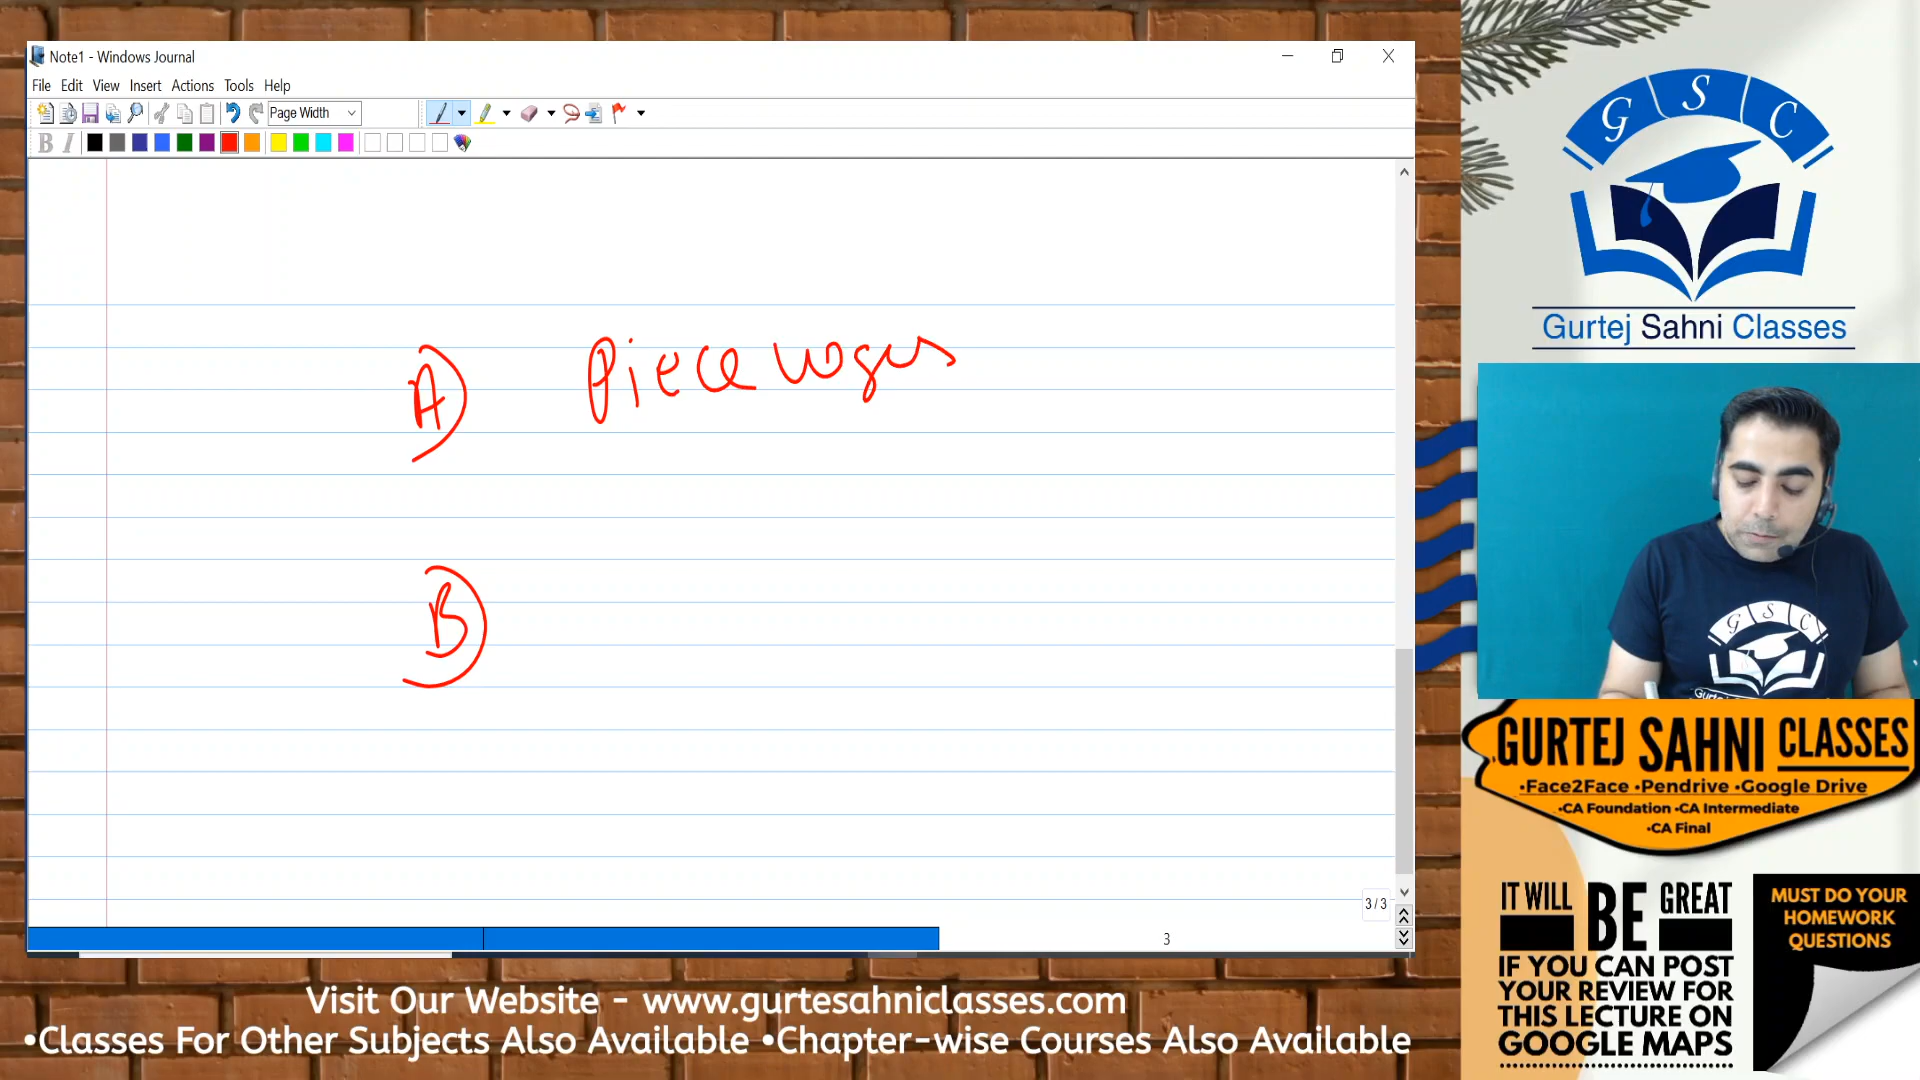 Note1 - Windows Journal
File Edit View Insert Actions Tools Help
Page Width
B I
A) Piece wages
B)
3 / 3
3
G S C
Gurtej Sahni Classes
G S C
GURTEJ SAHNI CLASSES
•Face2Face •Pendrive •Google Drive
•CA Foundation •CA Intermediate
•CA Final
IT WILL BE GREAT
IF YOU CAN POST
YOUR REVIEW FOR
THIS LECTURE ON
GOOGLE MAPS
MUST DO YOUR
HOMEWORK
QUESTIONS
Visit Our Website - www.gurtesahniclasses.com
•Classes For Other Subjects Also Available •Chapter-wise Courses Also Available